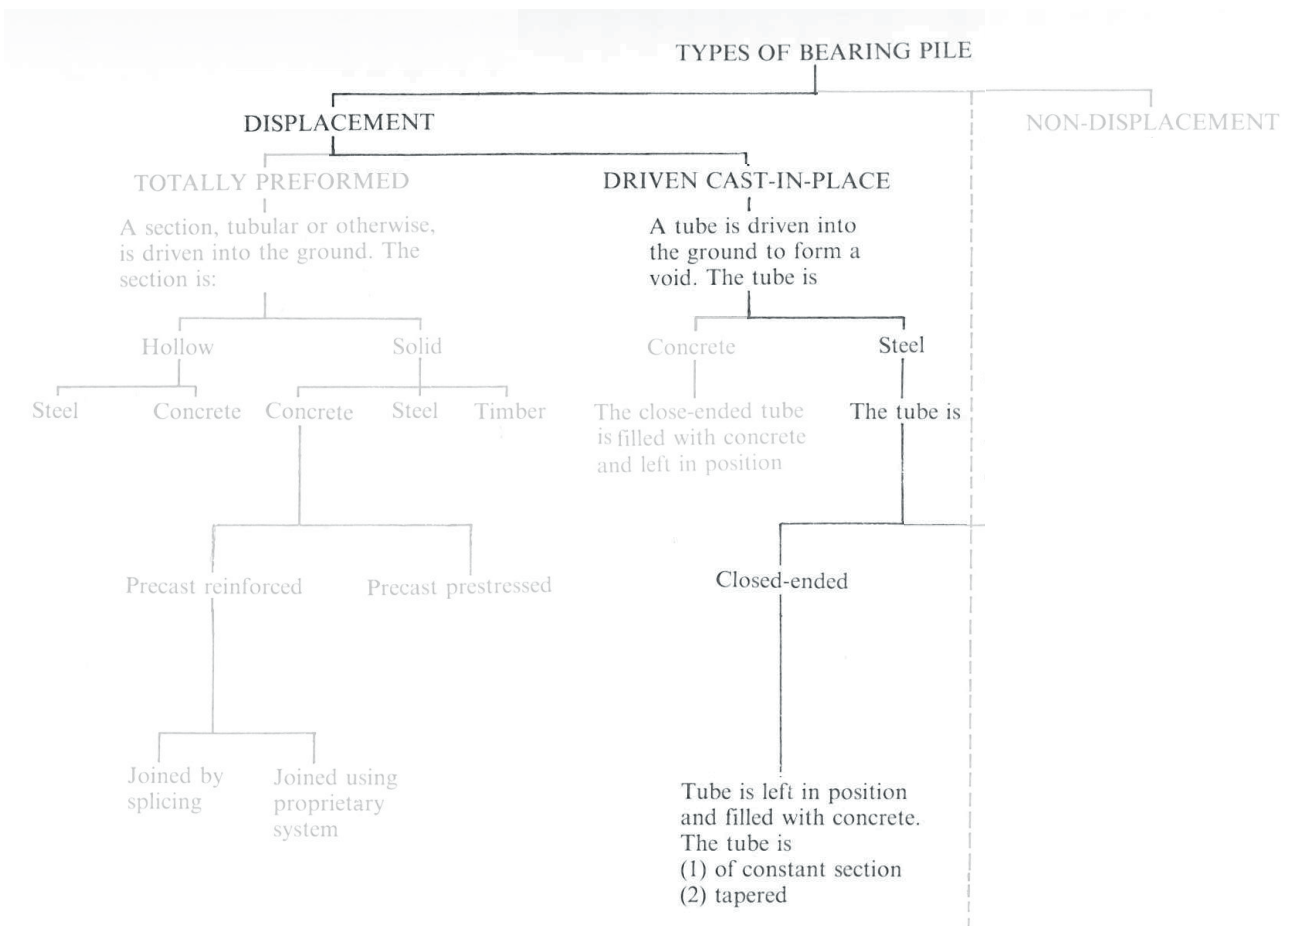 TYPES OF BEARING PILE
DISPLACEMENT
NON-DISPLACEMENT
TOTALLY PREFORMED
DRIVEN CAST-IN-PLACE
A section, tubular or otherwise,
is driven into the ground. The
section is:
A tube is driven into
the ground to form a
void. The tube is
Hollow
Solid
Concrete
Steel
Steel
Concrete
Concrete
Steel
Timber
The close-ended tube
is filled with concrete
and left in position
The tube is
Precast reinforced
Precast prestressed
Closed-ended
Joined by
splicing
Joined using
proprietary
system
Tube is left in position
and filled with concrete.
The tube is
(1) of constant section
(2) tapered